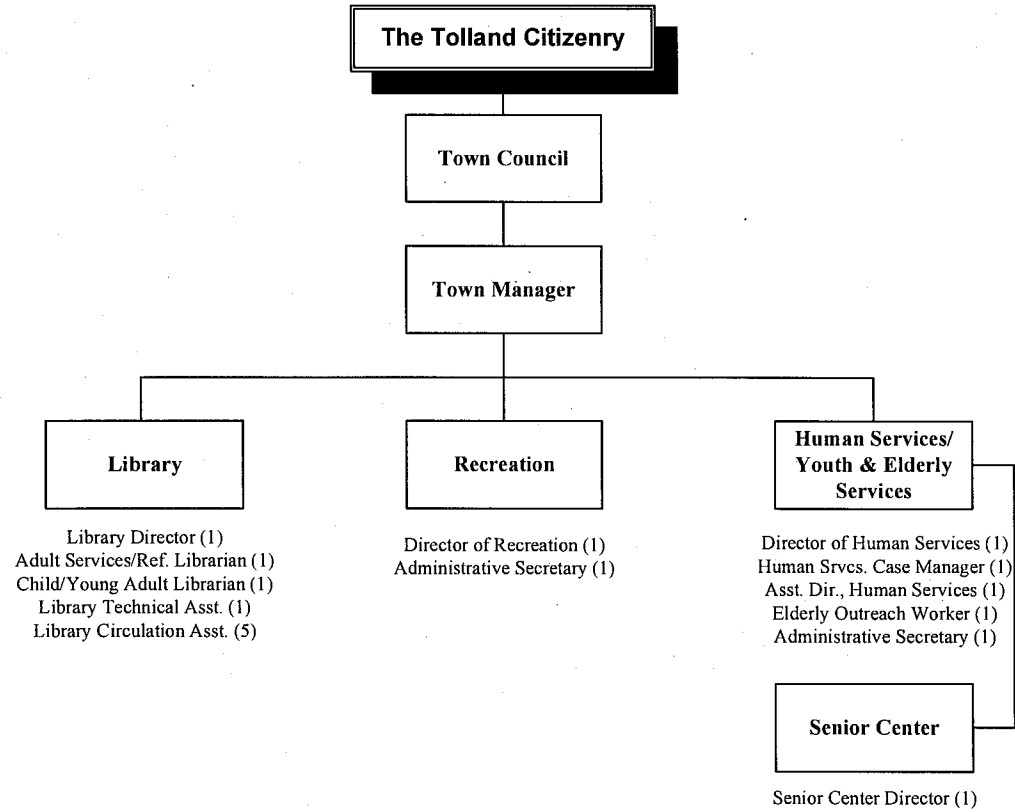 The Tolland Citizenry
Town Council
Town Manager
Library
Library Director (1)
Adult Services/Ref. Librarian (1)
Child/Young Adult Librarian (1)
Library Technical Asst. (1)
Library Circulation Asst. (5)
Recreation
Director of Recreation (1)
Administrative Secretary (1)
Human Services/
Youth & Elderly
Services
Director of Human Services (1)
Human Srvcs. Case Manager (1)
Asst. Dir., Human Services (1)
Elderly Outreach Worker (1)
Administrative Secretary (1)
Senior Center
Senior Center Director (1)